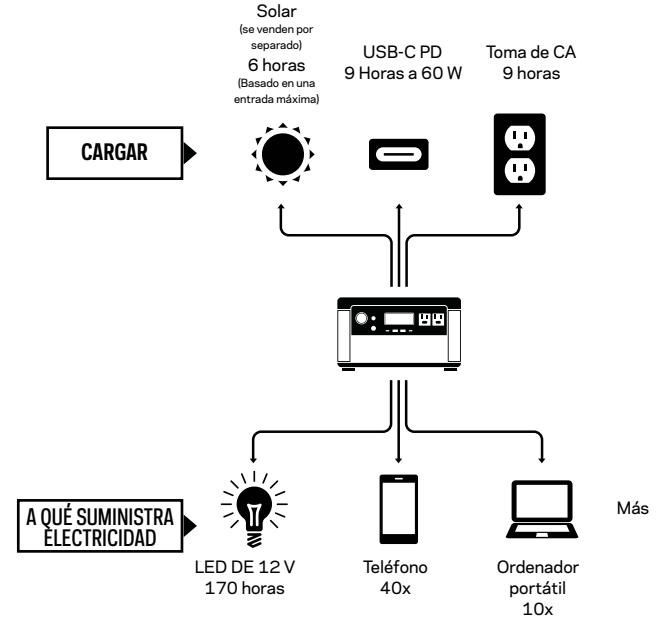 Solar
(se venden por
separado)
6 horas
(Basado en una
entrada máxima)
USB-C PD
9 Horas a 60 W
Toma de CA
9 horas
CARGAR
A QUÉ SUMINISTRA
ELECTRICIDAD
LED DE 12 V
170 horas
Teléfono
40x
Ordenador
portátil
10x
Más